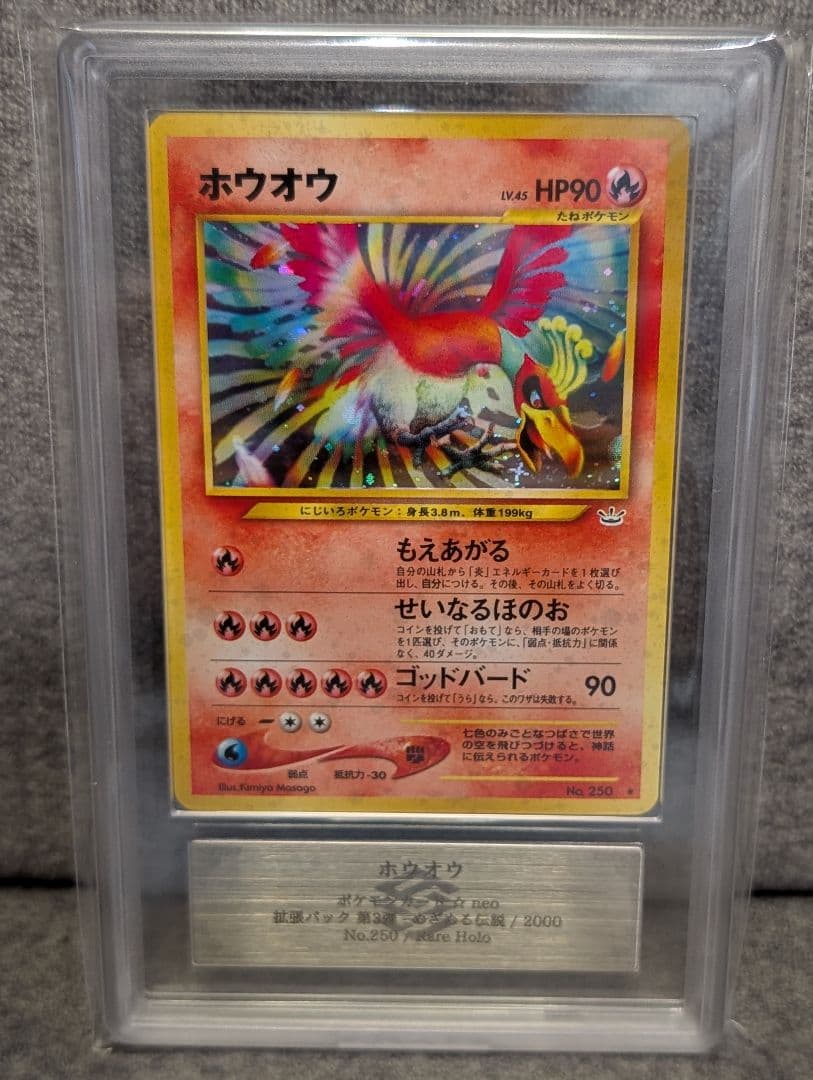 ホウオウ
LV.45 HP90
たねポケモン
にじいろポケモン：身長3.8m、体重199kg
もえあがる
自分の山札から「炎」エネルギーカードを1枚選び
出し、自分につける。その後、その山札をよく切る。
せいなるほのお
コインを投げて「おもて」なら、相手の場のポケモン
を1匹選び、そのポケモンに、「弱点・抵抗力」に関係
なく、40ダメージ。
ゴッドバード 90
コインを投げて「うら」なら、このワザは失敗する。
にげる
弱点 抵抗力 -30
七色のみごとなつばさで世界
の空を飛びつづけると、神話
に伝えられるポケモン。
Illus.Kimiya Masago
No. 250 ★
ホウオウ
ポケモンカード☆neo
拡張パック 第3弾 めざめる伝説 / 2000
No.250 / Rare Holo